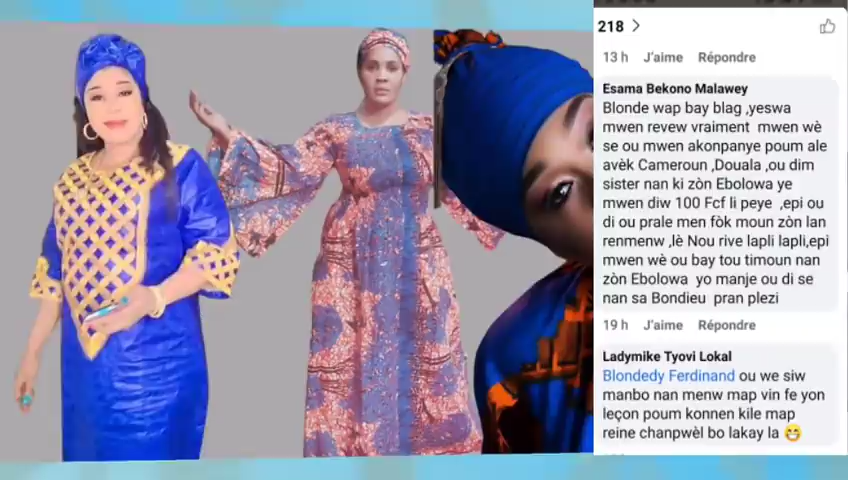 218 >
13 h J'aime Répondre
Esama Bekono Malawey
Blonde wap bay blag ,yeswa
mwen revew vraiment mwen wè
se ou mwen akonpanye poum ale
avèk Cameroun ,Douala ,ou dim
sister nan ki zòn Ebolowa ye
mwen diw 100 Fcf li peye ,epi ou
di ou prale men fòk moun zòn lan
renmenw ,lè Nou rive lapli lapli,epi
mwen wè ou bay tou timoun nan
zòn Ebolowa yo manje ou di se
nan sa Bondieu pran plezi
19 h J'aime Répondre
Ladymike Tyovi Lokal
Blondedy Ferdinand ou we siw
manbo nan menw map vin fe yon
leçon poum konnen kile map
reine chanpwèl bo lakay la 😁